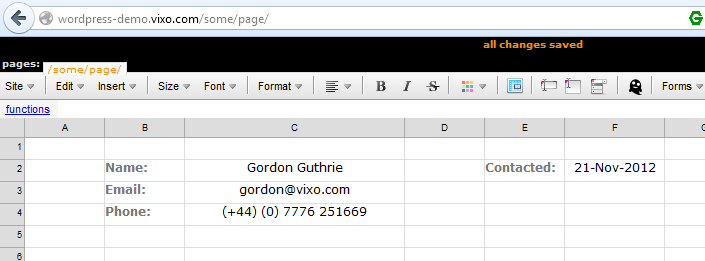 wordpress-demo.vixo.com/some/page/
all changes saved
pages: /some/page/
Site Edit Insert Size Font Format B I S Forms
functions
A B C D E F
1
2 Name: Gordon Guthrie Contacted: 21-Nov-2012
3 Email: gordon@vixo.com
4 Phone: (+44) (0) 7776 251669
5
6